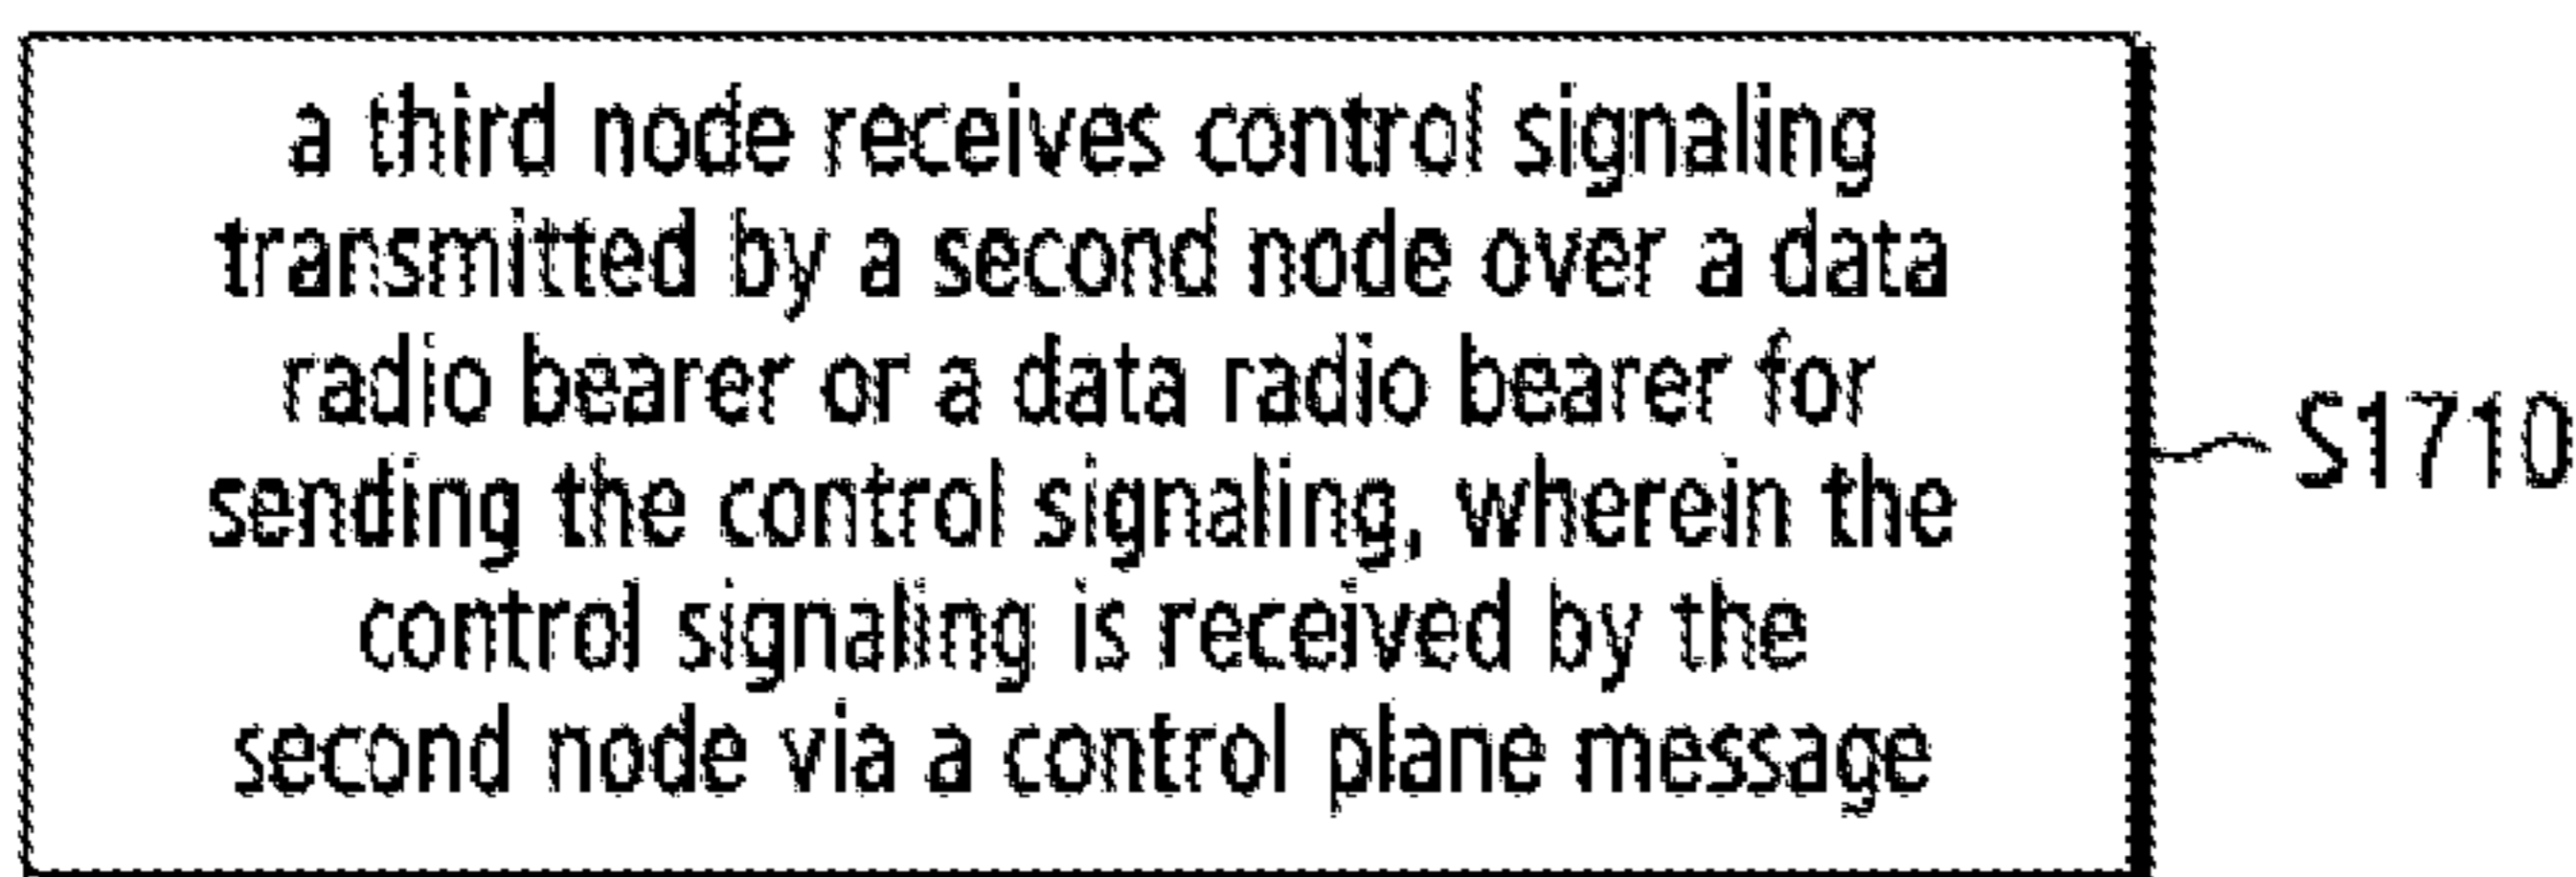 a third node receives control signaling
transmitted by a second node over a data
radio bearer or a data radio bearer for
sending the control signaling, wherein the
control signaling is received by the
second node via a control plane message
S1710